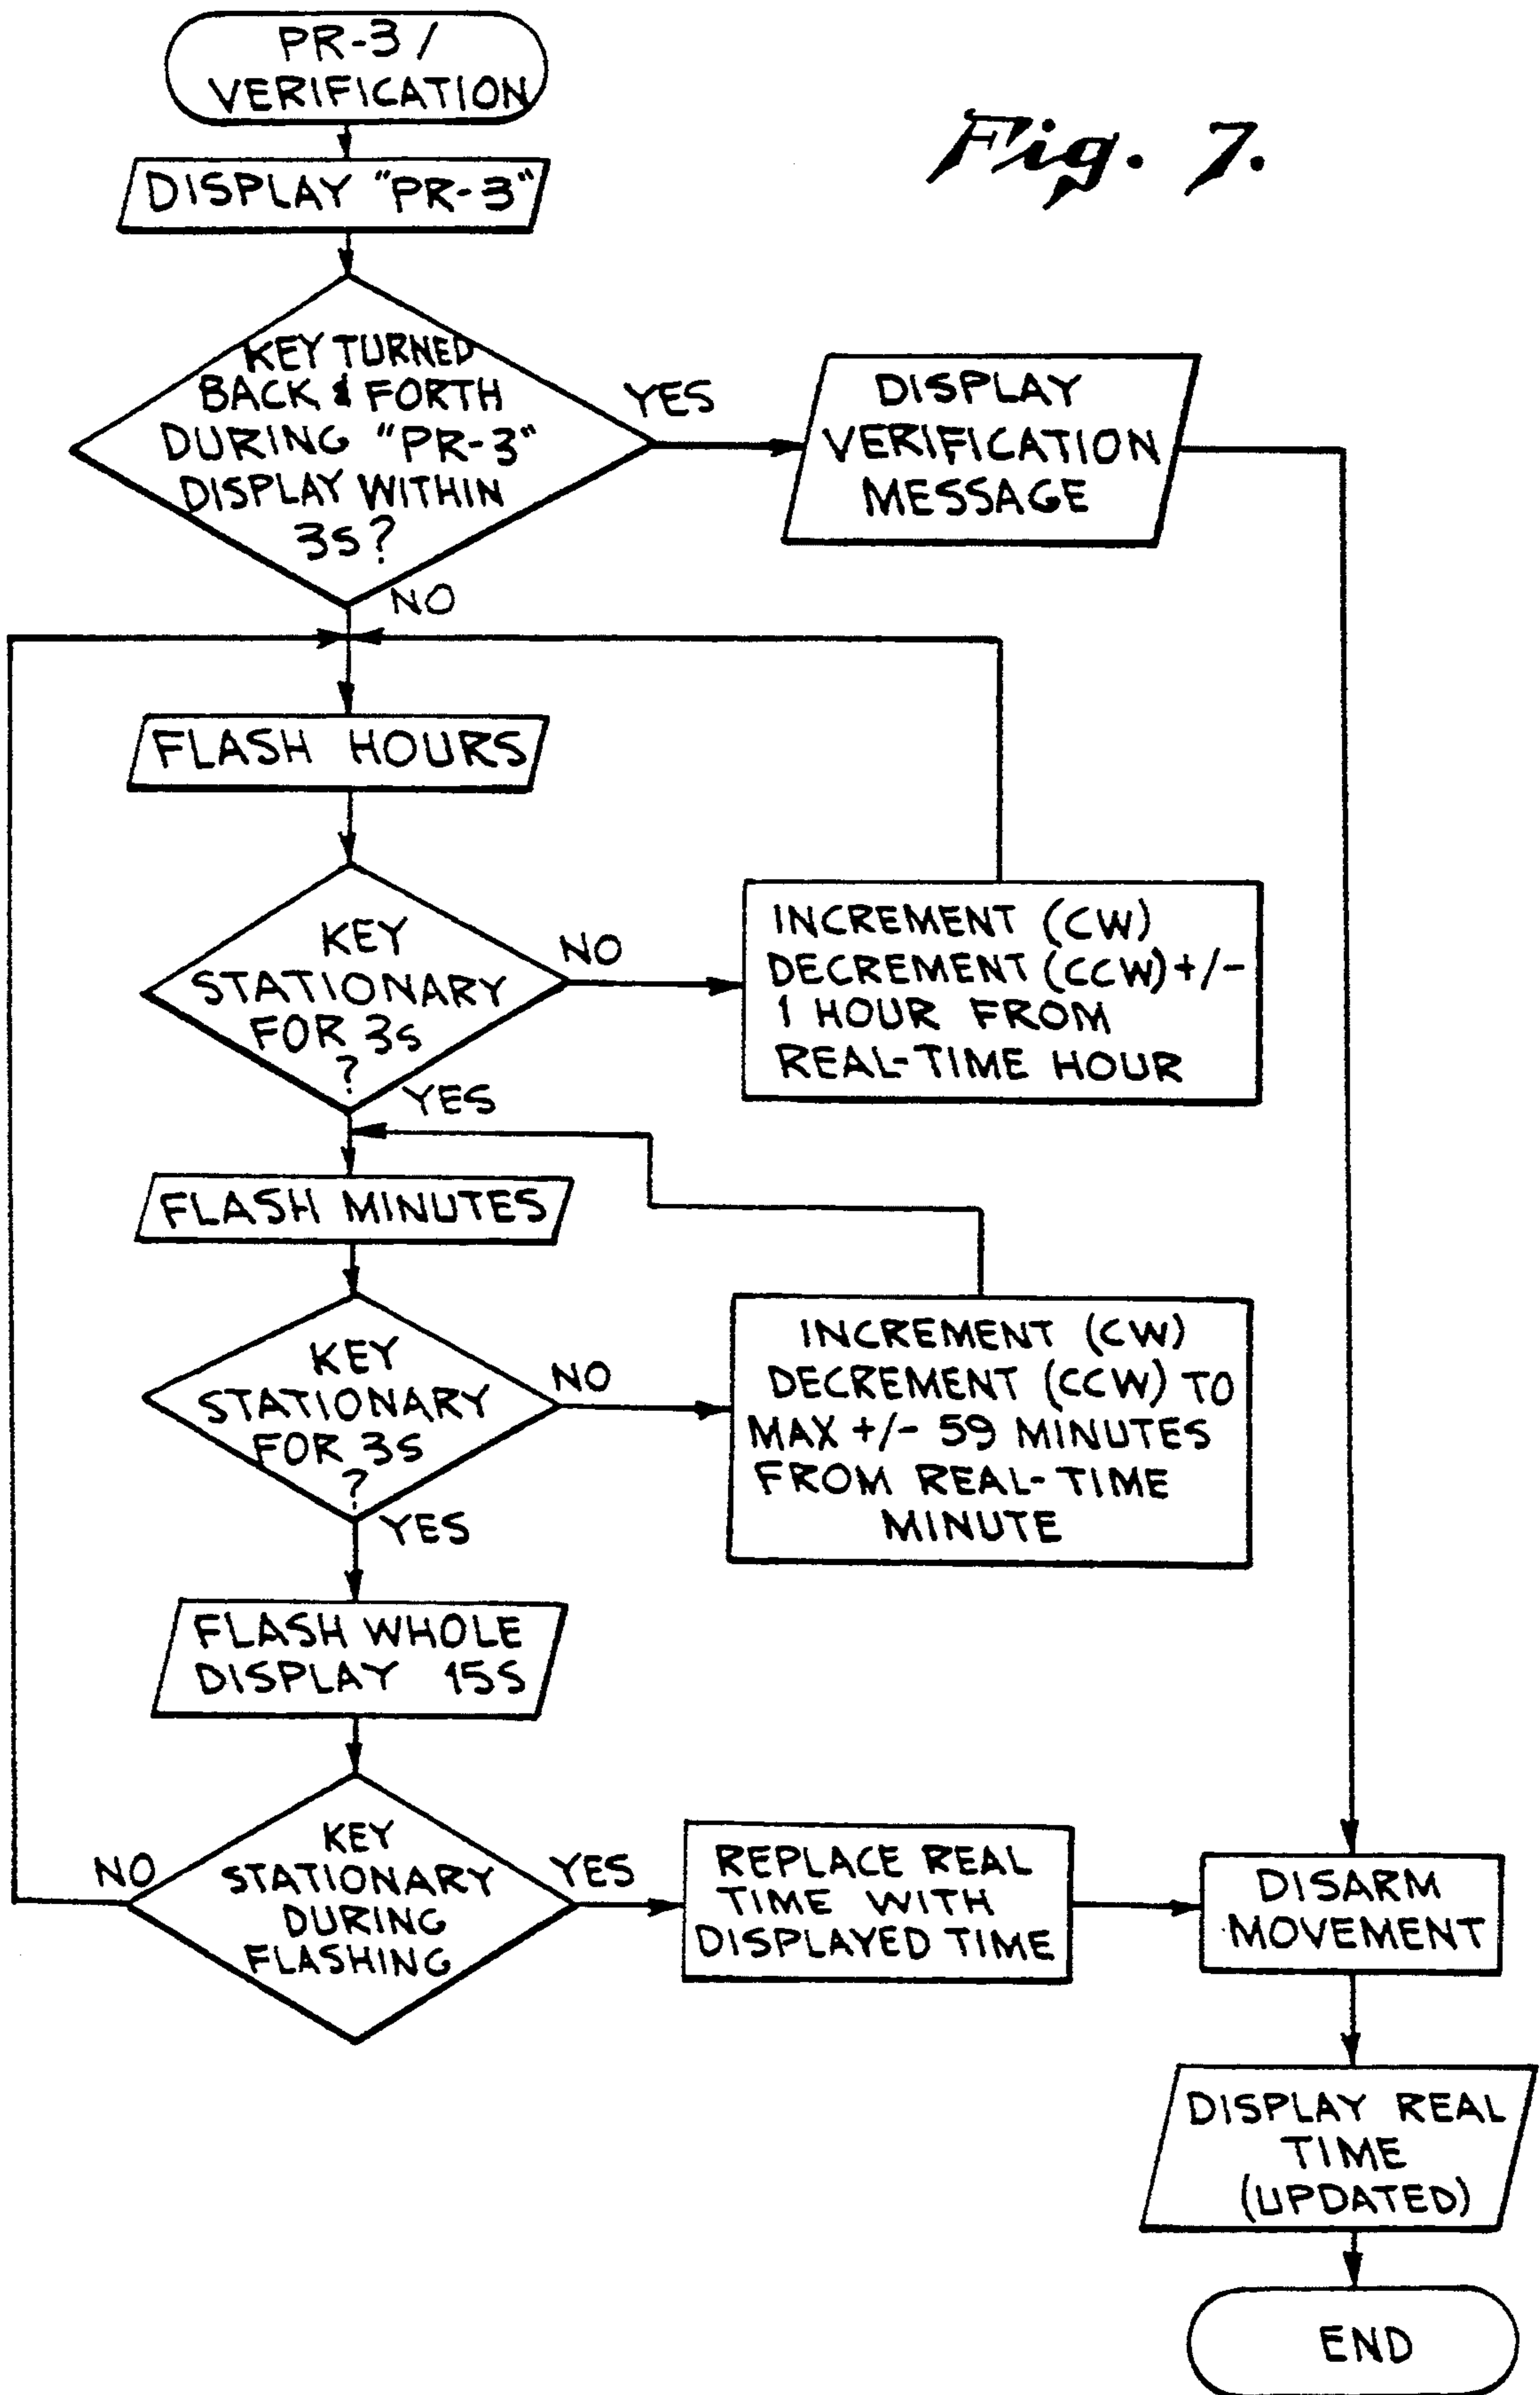 PR-3 /
VERIFICATION
Fig. 7.
DISPLAY "PR-3"
KEY TURNED
BACK & FORTH
DURING "PR-3"
DISPLAY WITHIN
3s?
YES
DISPLAY
VERIFICATION
MESSAGE
NO
FLASH HOURS
KEY
STATIONARY
FOR 3s
?
NO
INCREMENT (CW)
DECREMENT (CCW) +/-
1 HOUR FROM
REAL-TIME HOUR
YES
FLASH MINUTES
KEY
STATIONARY
FOR 3s
?
NO
INCREMENT (CW)
DECREMENT (CCW) TO
MAX +/- 59 MINUTES
FROM REAL-TIME
MINUTE
YES
FLASH WHOLE
DISPLAY 15S
KEY
STATIONARY
DURING
FLASHING
NO
YES
REPLACE REAL
TIME WITH
DISPLAYED TIME
DISARM
MOVEMENT
DISPLAY REAL
TIME
(UPDATED)
END